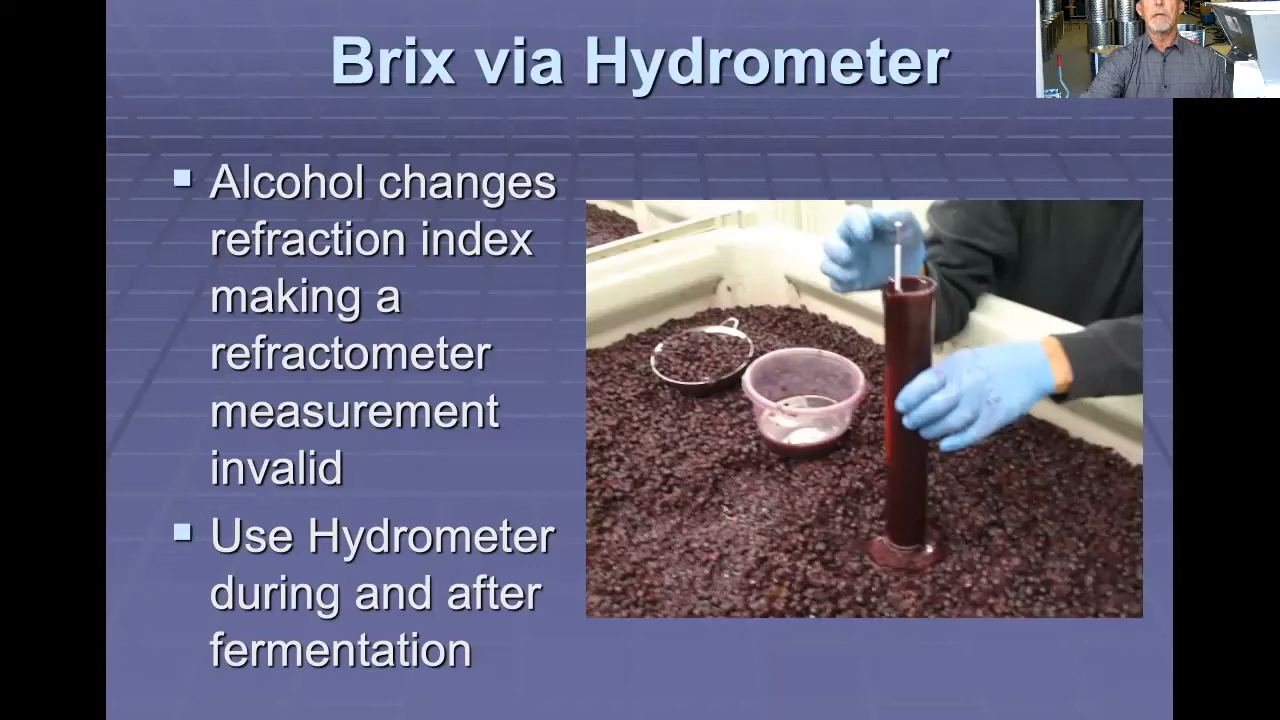 Brix via Hydrometer
Alcohol changes
refraction index
making a
refractometer
measurement
invalid
Use Hydrometer
during and after
fermentation